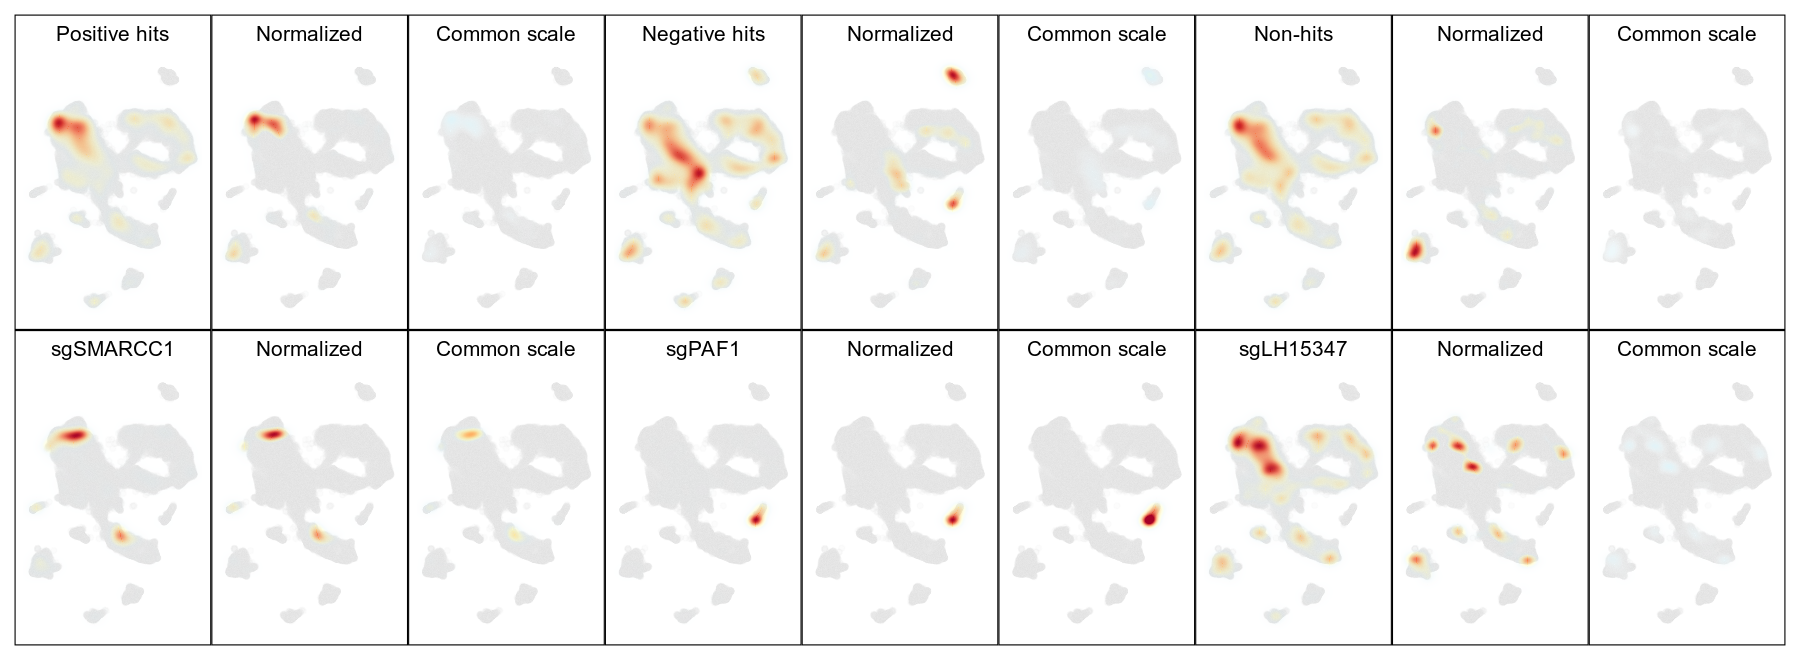 Positive hits
Normalized
Common scale
Negative hits
Normalized
Common scale
Non-hits
Normalized
Common scale
sgSMARCC1
Normalized
Common scale
sgPAF1
Normalized
Common scale
sgLH15347
Normalized
Common scale